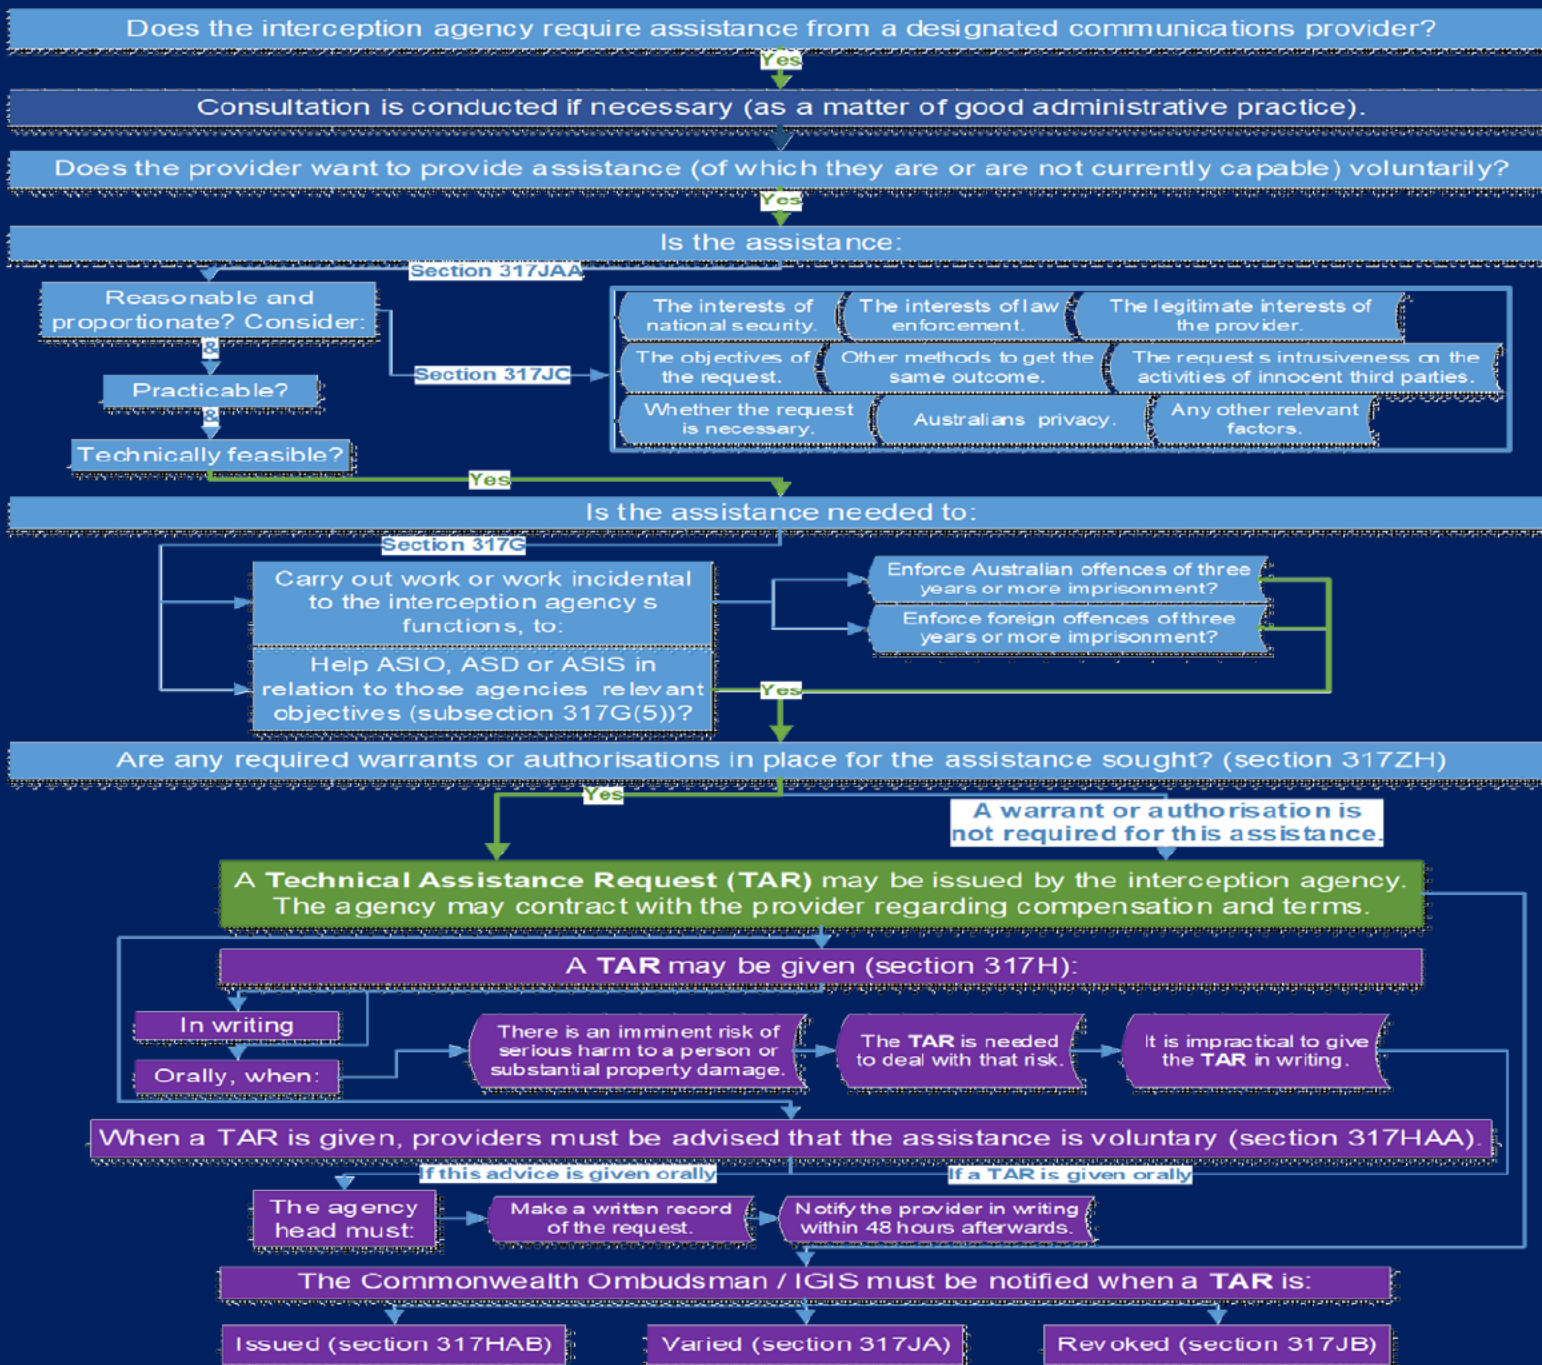 Does the interception agency require assistance from a designated communications provider?
Yes
Consultation is conducted if necessary (as a matter of good administrative practice).
Does the provider want to provide assistance (of which they are or are not currently capable) voluntarily?
Yes
Is the assistance:
Section 317JAA
Reasonable and
proportionate? Consider:
&
Practicable?
&
Technically feasible?
Section 317JC
The interests of
national security.
The interests of law
enforcement.
The legitimate interests of
the provider.
The objectives of
the request.
Other methods to get the
same outcome.
The request s intrusiveness on the
activities of innocent third parties.
Whether the request
is necessary.
Australians privacy.
Any other relevant
factors.
Yes
Is the assistance needed to:
Section 317G
Carry out work or work incidental
to the interception agency s
functions, to:
Enforce Australian offences of three
years or more imprisonment?
Enforce foreign offences of three
years or more imprisonment?
Help ASIO, ASD or ASIS in
relation to those agencies relevant
objectives (subsection 317G(5))?
Yes
Are any required warrants or authorisations in place for the assistance sought? (section 317ZH)
Yes
A warrant or authorisation is
not required for this assistance.
A Technical Assistance Request (TAR) may be issued by the interception agency.
The agency may contract with the provider regarding compensation and terms.
A TAR may be given (section 317H):
In writing
Orally, when:
There is an imminent risk of
serious harm to a person or
substantial property damage.
The TAR is needed
to deal with that risk.
It is impractical to give
the TAR in writing.
When a TAR is given, providers must be advised that the assistance is voluntary (section 317HAA).
If this advice is given orally
If a TAR is given orally
The agency
head must:
Make a written record
of the request.
Notify the provider in writing
within 48 hours afterwards.
The Commonwealth Ombudsman / IGIS must be notified when a TAR is:
Issued (section 317HAB)
Varied (section 317JA)
Revoked (section 317JB)